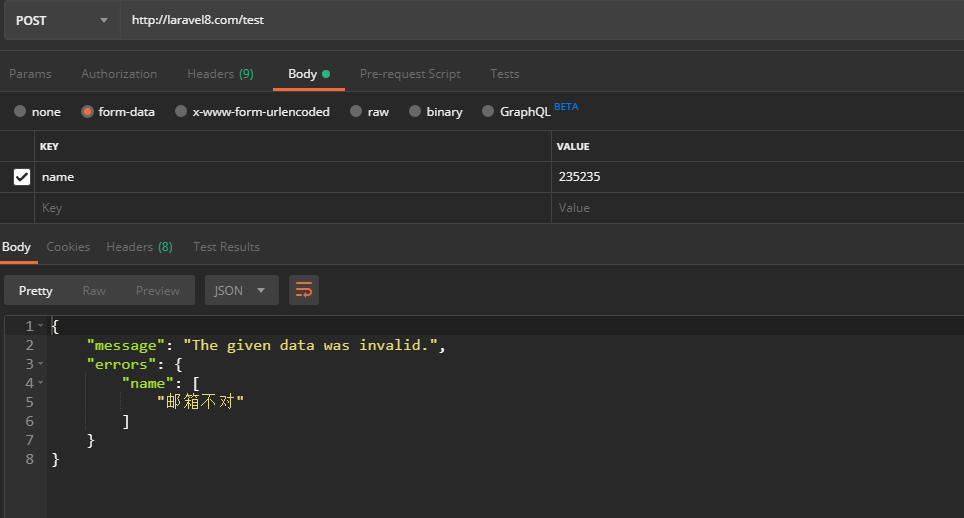 POST http://laravel8.com/test
Params Authorization Headers (9) Body Pre-request Script Tests
none form-data x-www-form-urlencoded raw binary GraphQL BETA
KEY VALUE
name 235235
Key Value
Body Cookies Headers (8) Test Results
Pretty Raw Preview JSON
1 {
2 "message": "The given data was invalid.",
3 "errors": {
4 "name": [
5 "邮箱不对"
6 ]
7 }
8 }